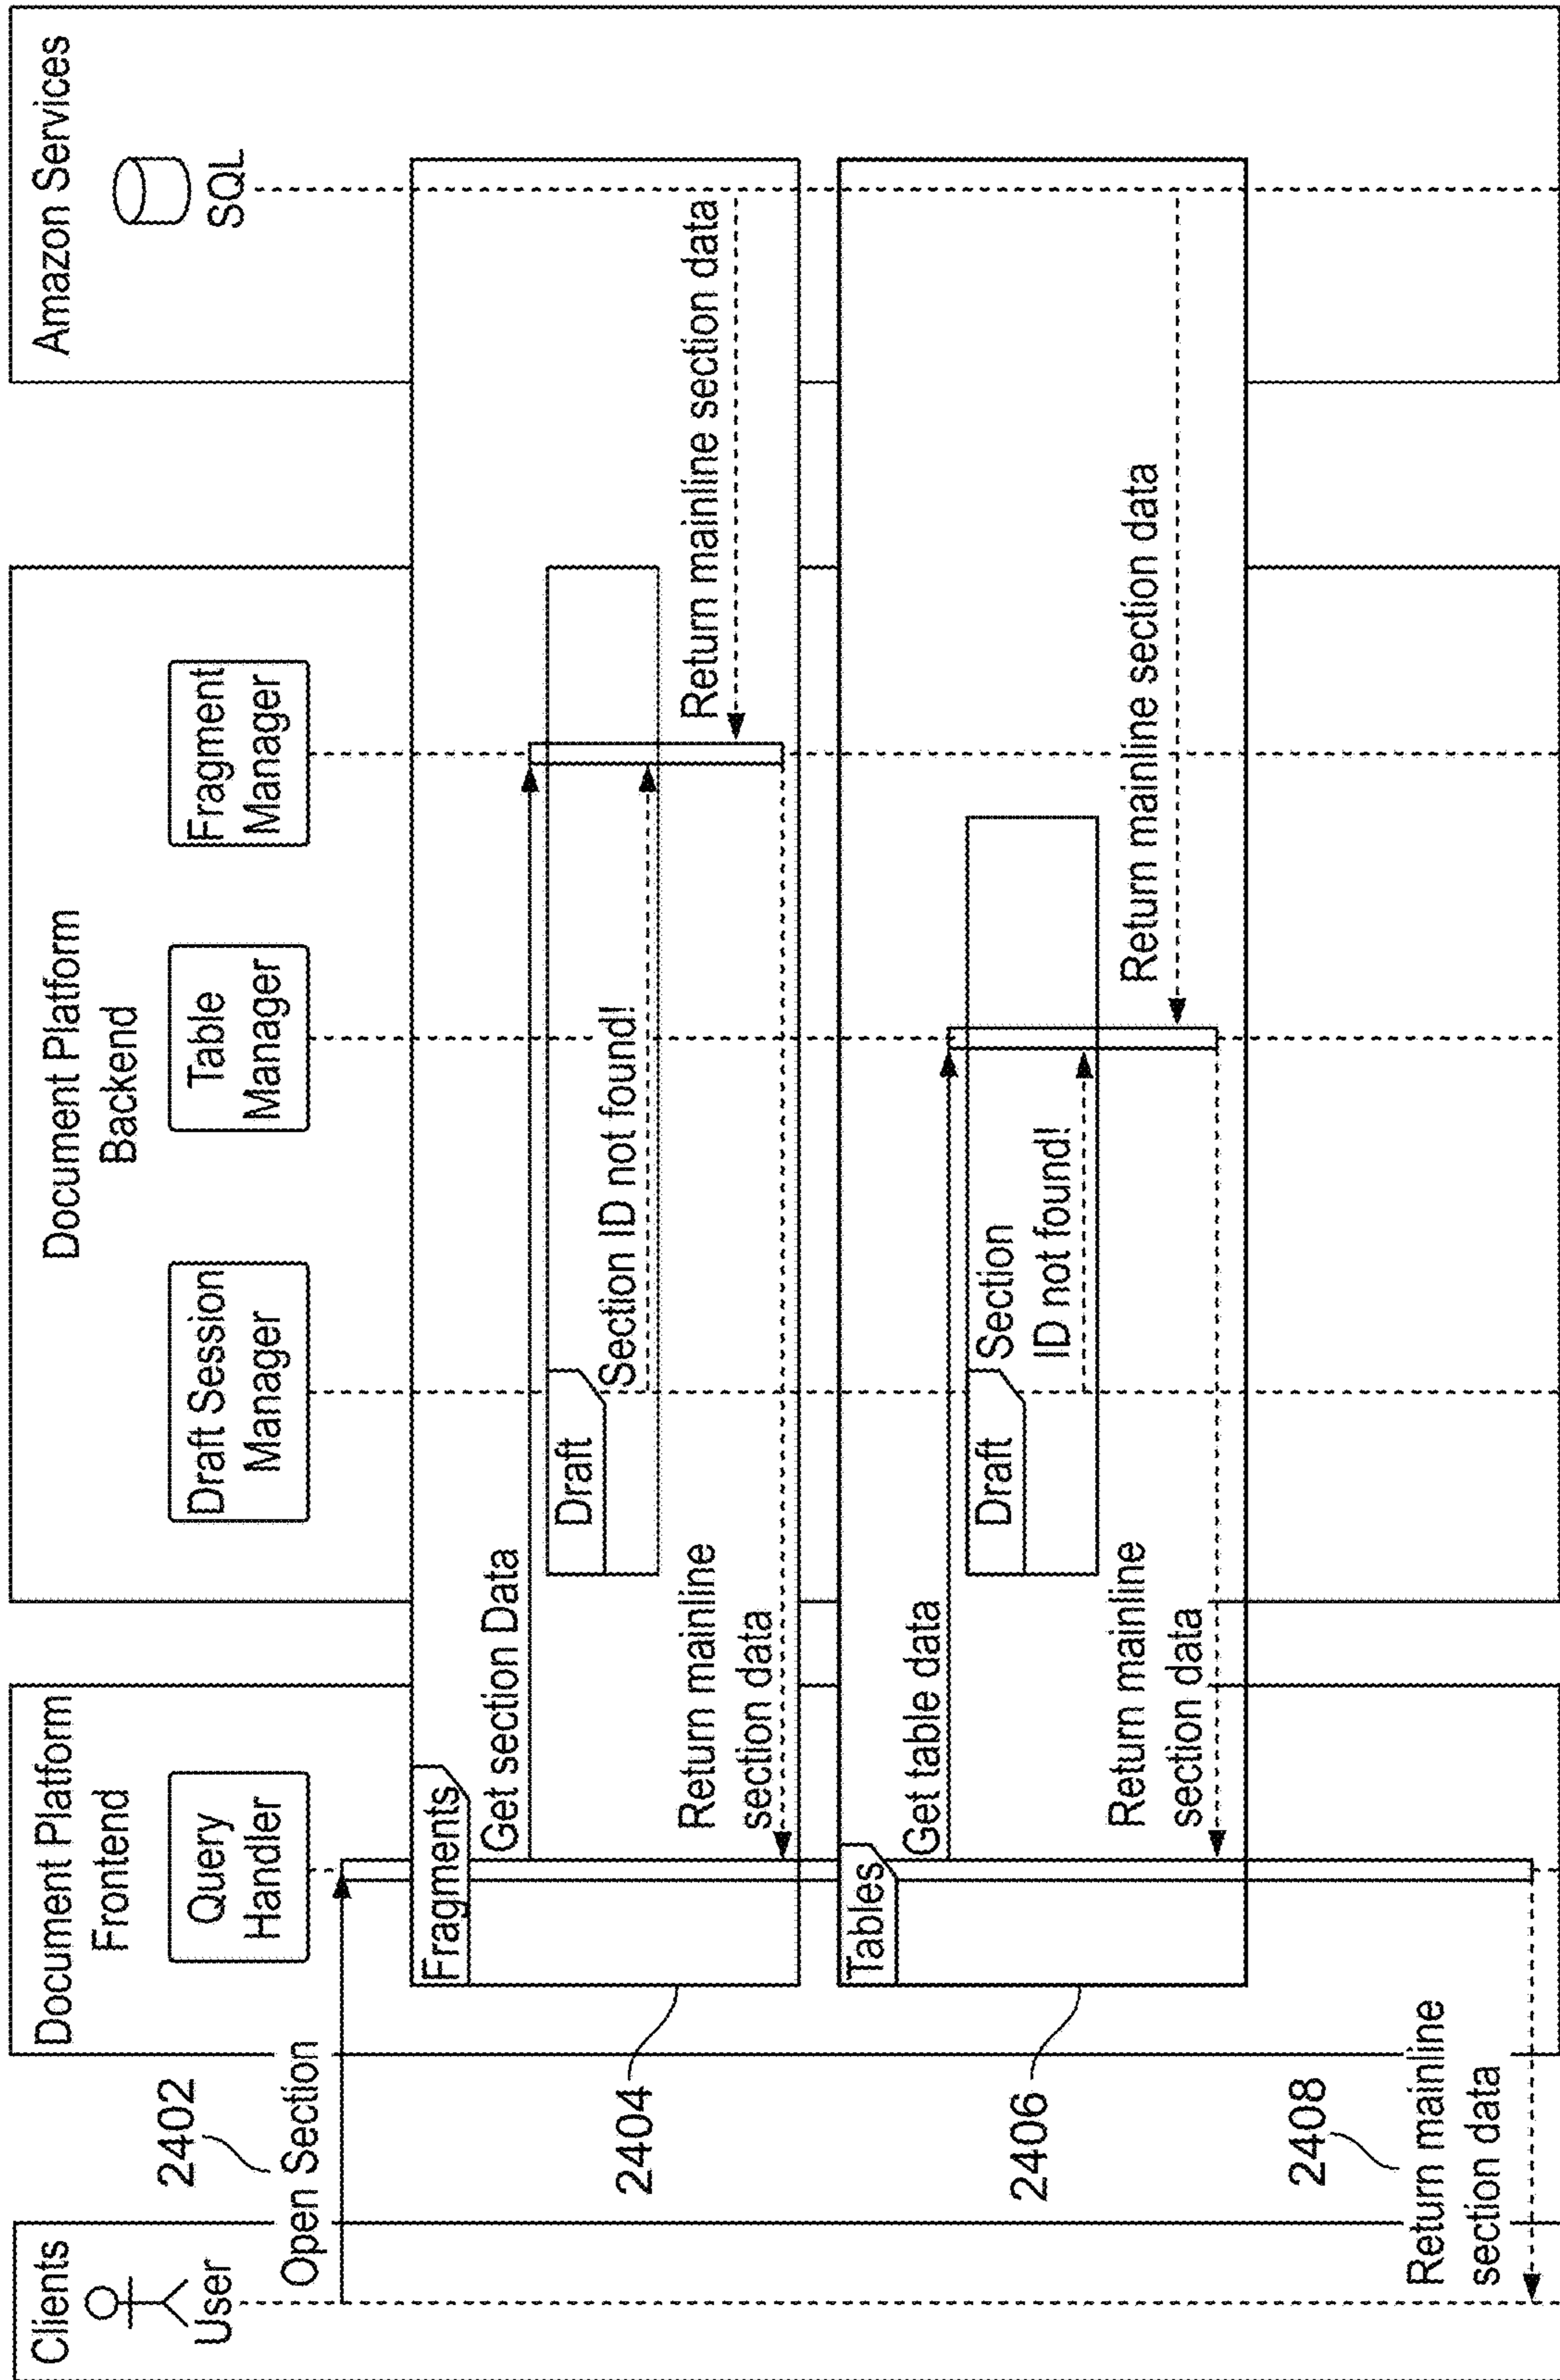 Clients
User
Document Platform
Frontend
Query
Handler
Document Platform
Backend
Draft Session
Manager
Table
Manager
Fragment
Manager
Amazon Services
SQL
2402
Open Section
Fragments
Get section Data
Draft
Section ID not found!
Return mainline section data
Return mainline
section data
2404
Tables
Get table data
Draft
Section
ID not found!
Return mainline section data
Return mainline
section data
2406
2408
Return mainline
section data